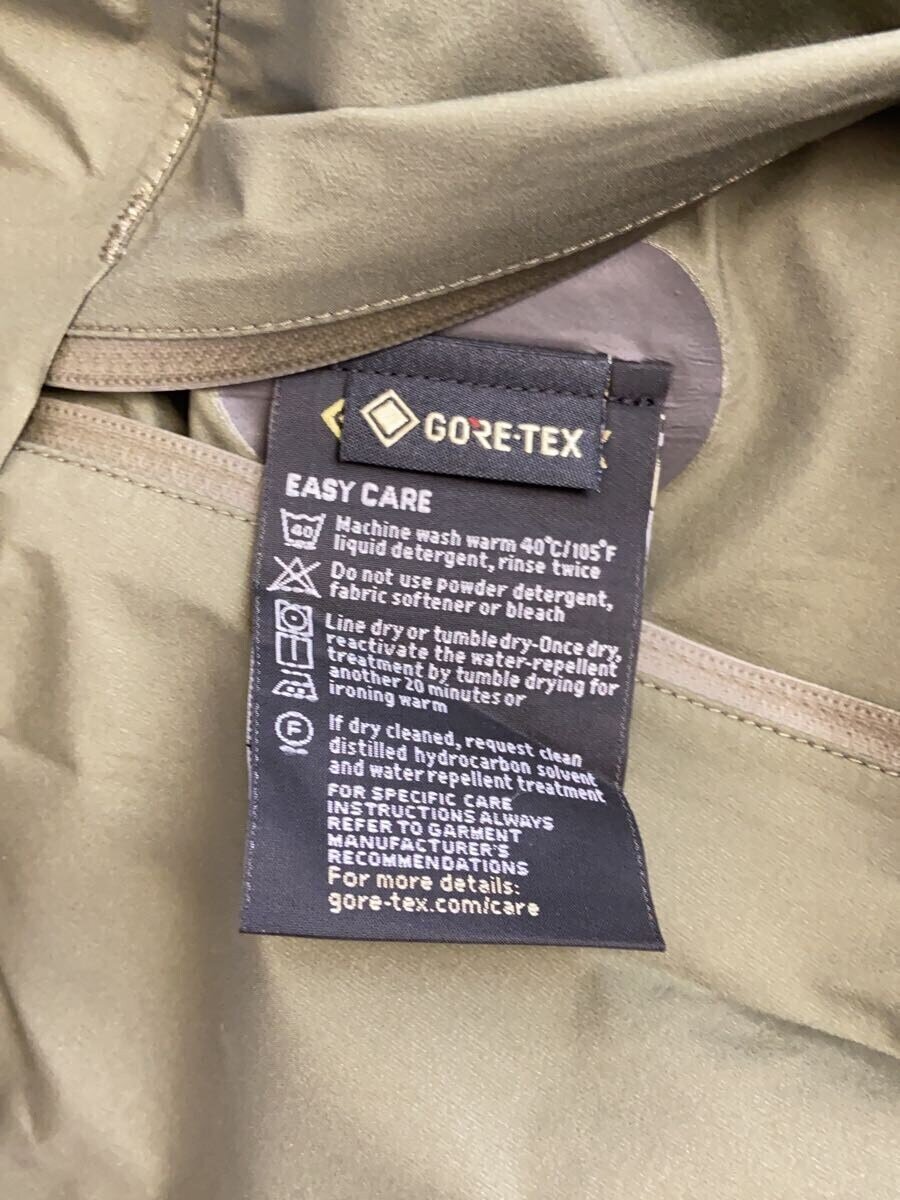 GORE-TEX
EASY CARE
40
Machine wash warm 40°C/105°F
liquid detergent, rinse twice
Do not use powder detergent,
fabric softener or bleach
Line dry or tumble dry-Once dry,
reactivate the water-repellent
treatment by tumble drying for
another 20 minutes or
ironing warm
F
If dry cleaned, request clean
distilled hydrocarbon solvent
and water repellent treatment
FOR SPECIFIC CARE
INSTRUCTIONS ALWAYS
REFER TO GARMENT
MANUFACTURER'S
RECOMMENDATIONS
For more details:
gore-tex.com/care